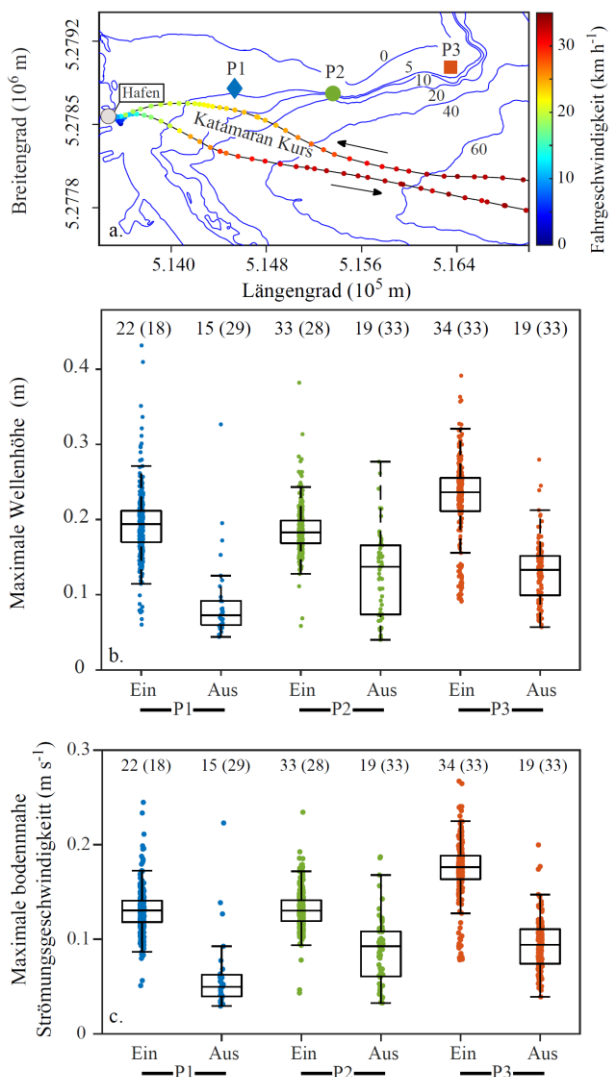 a.
Hafen
P1
P2
P3
0
5
10
20
40
60
Katamaran Kurs
5.2792
5.2785
5.2778
Breitengrad (10⁶ m)
5.140
5.148
5.156
5.164
Längengrad (10⁵ m)
30
20
10
0
Fahrgeschwindigkeit (km h⁻¹)
22 (18) 15 (29) 33 (28) 19 (33) 34 (33) 19 (33)
0.4
0.3
0.2
0.1
0
Maximale Wellenhöhe (m)
b.
Ein Aus Ein Aus Ein Aus
P1 P2 P3
22 (18) 15 (29) 33 (28) 19 (33) 34 (33) 19 (33)
0.3
0.2
0.1
0
Maximale bodennahe
Strömungsgeschwindigkeitt (m s⁻¹)
c.
Ein Aus Ein Aus Ein Aus
P1 P2 P3